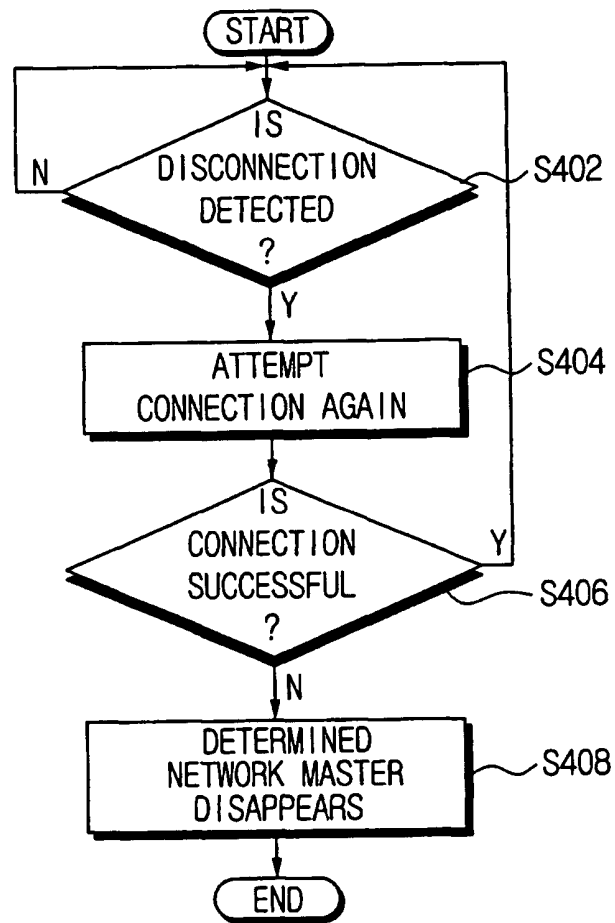 START
IS
DISCONNECTION
DETECTED
?
N
S402
Y
ATTEMPT
CONNECTION AGAIN
S404
IS
CONNECTION
SUCCESSFUL
?
Y
S406
N
DETERMINED
NETWORK MASTER
DISAPPEARS
S408
END